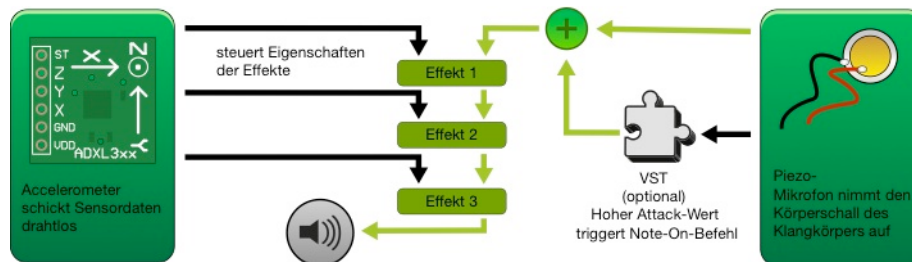 ST
Z
Y
X
GND
VDD
X
Z
Y
ADXL3xx
Accelerometer
schickt Sensordaten
drahtlos
steuert Eigenschaften
der Effekte
Effekt 1
Effekt 2
Effekt 3
+
VST
(optional)
Hoher Attack-Wert
triggert Note-On-Befehl
Piezo-
Mikrofon nimmt den
Körperschall des
Klangkörpers auf